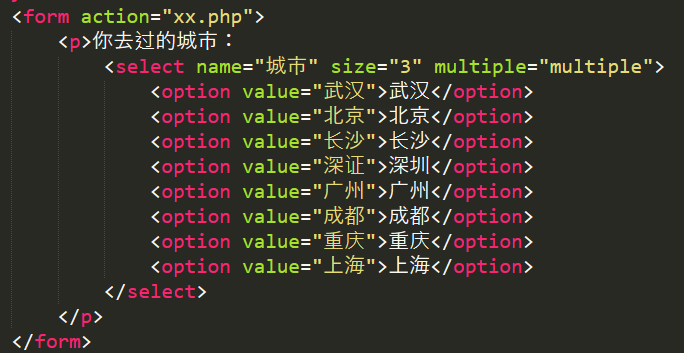 <form action="xx.php">
<p>你去过的城市：
<select name="城市" size="3" multiple="multiple">
<option value="武汉">武汉</option>
<option value="北京">北京</option>
<option value="长沙">长沙</option>
<option value="深证">深圳</option>
<option value="广州">广州</option>
<option value="成都">成都</option>
<option value="重庆">重庆</option>
<option value="上海">上海</option>
</select>
</p>
</form>